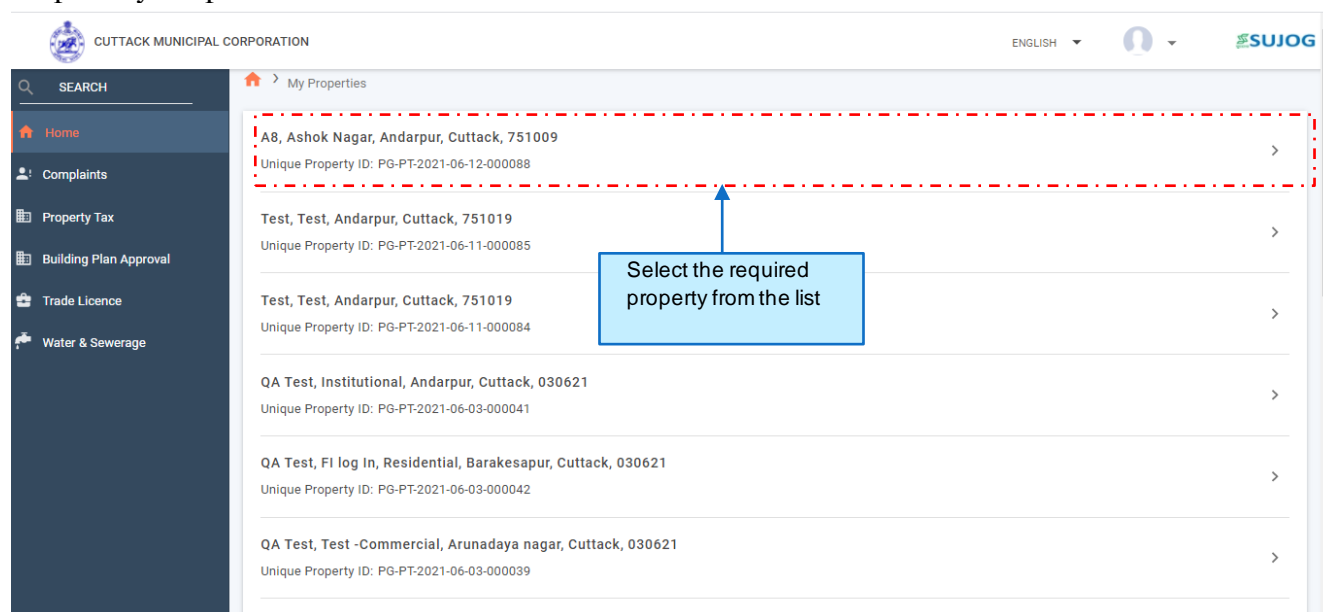 CUTTACK MUNICIPAL CORPORATION
ENGLISH
SUJOG
SEARCH
My Properties
Home
Complaints
Property Tax
Building Plan Approval
Trade Licence
Water & Sewerage
A8, Ashok Nagar, Andarpur, Cuttack, 751009
Unique Property ID: PG-PT-2021-06-12-000088
Test, Test, Andarpur, Cuttack, 751019
Unique Property ID: PG-PT-2021-06-11-000085
Select the required
property from the list
Test, Test, Andarpur, Cuttack, 751019
Unique Property ID: PG-PT-2021-06-11-000084
QA Test, Institutional, Andarpur, Cuttack, 030621
Unique Property ID: PG-PT-2021-06-03-000041
QA Test, FI log In, Residential, Barakesapur, Cuttack, 030621
Unique Property ID: PG-PT-2021-06-03-000042
QA Test, Test -Commercial, Arunadaya nagar, Cuttack, 030621
Unique Property ID: PG-PT-2021-06-03-000039